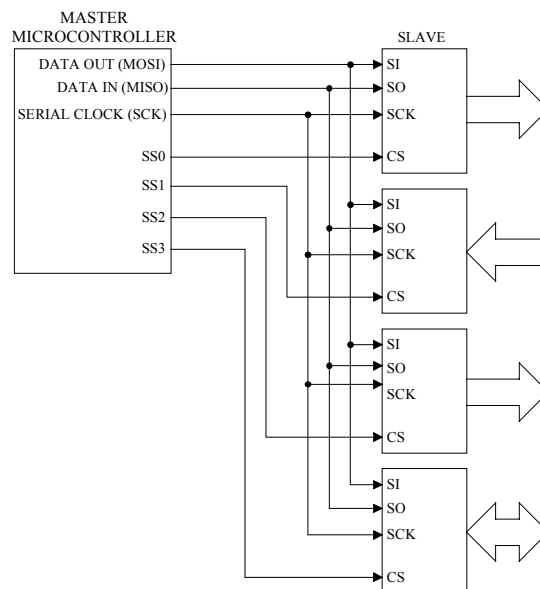 MASTER
MICROCONTROLLER
DATA OUT (MOSI)
DATA IN (MISO)
SERIAL CLOCK (SCK)
SS0
SS1
SS2
SS3
SLAVE
SI
SO
SCK
CS
SI
SO
SCK
CS
SI
SO
SCK
CS
SI
SO
SCK
CS